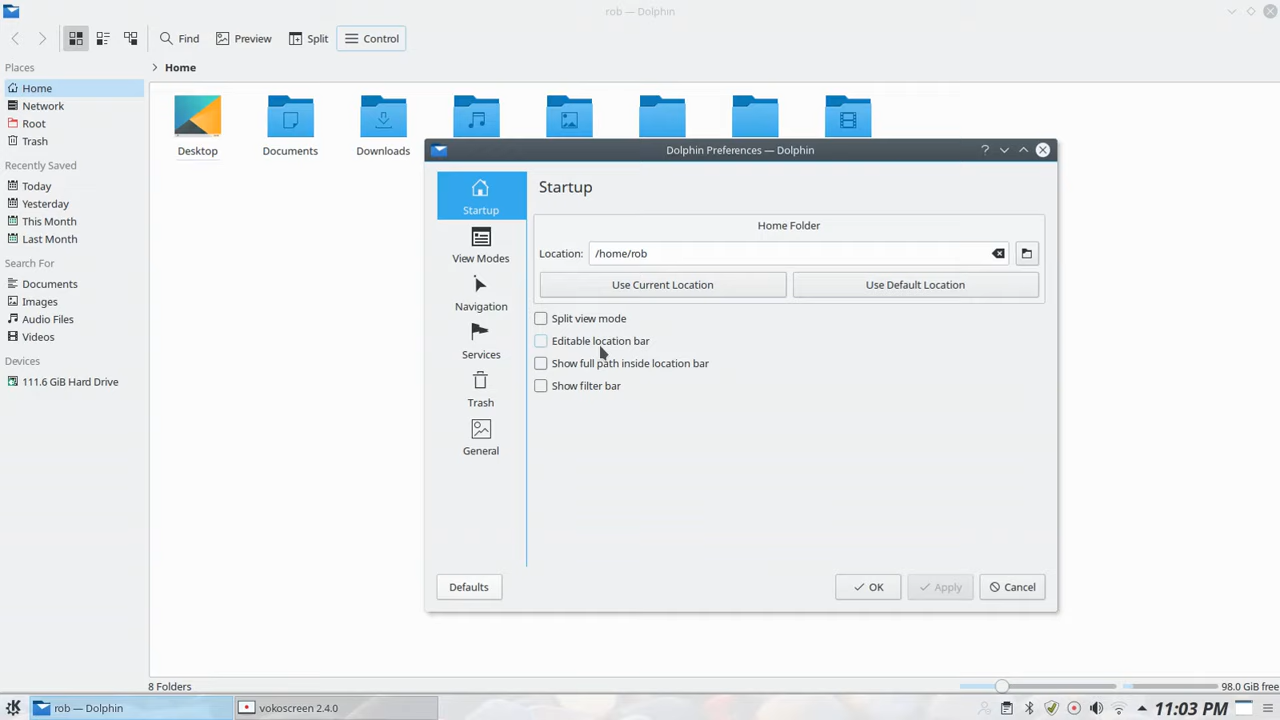 rob — Dolphin
Find
Preview
Split
Control
Places
Home
Home
Network
Root
Trash
Recently Saved
Today
Yesterday
This Month
Last Month
Search For
Documents
Images
Audio Files
Videos
Devices
111.6 GiB Hard Drive
Desktop
Documents
Downloads
Dolphin Preferences — Dolphin
?
Startup
View Modes
Navigation
Services
Trash
General
Startup
Home Folder
Location: /home/rob
Use Current Location
Use Default Location
Split view mode
Editable location bar
Show full path inside location bar
Show filter bar
Defaults
OK
Apply
Cancel
8 Folders
98.0 GiB free
rob — Dolphin
vokoscreen 2.4.0
11:03 PM